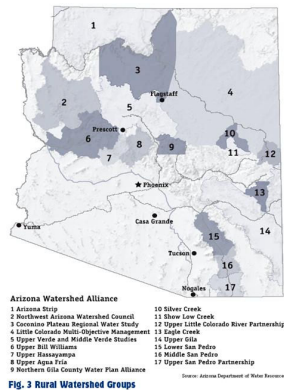 1
3
Flagstaff
4
2
5
Prescott
6
8
9
10
11
12
7
Phoenix
13
Casa Grande
14
Yuma
15
Tucson
16
Nogales
17
Arizona Watershed Alliance
1 Arizona Strip
2 Northwest Arizona Watershed Council
3 Coconino Plateau Regional Water Study
4 Little Colorado Multi-Objective Management
5 Upper Verde and Middle Verde Studies
6 Upper Bill Williams
7 Upper Hassayampa
8 Upper Agua Fria
9 Northern Gila County Water Plan Alliance
10 Silver Creek
11 Show Low Creek
12 Upper Little Colorado River Partnership
13 Eagle Creek
14 Upper Gila
15 Lower San Pedro
16 Middle San Pedro
17 Upper San Pedro Partnership
Source: Arizona Department of Water Resource
Fig. 3 Rural Watershed Groups